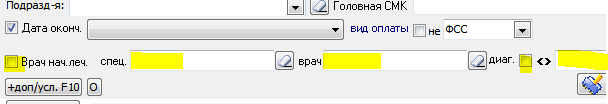 Подразд-я: Головная СМК
Дата оконч. вид оплаты не ФСС
Врач нач.леч. спец. врач диаг. <>
+доп/усл. F10 О